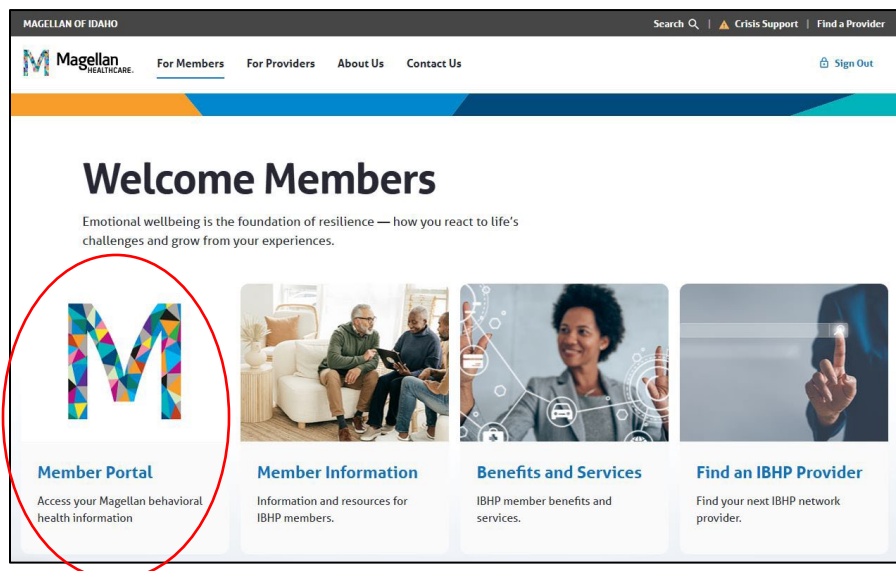 MAGELLAN OF IDAHO
Search | Crisis Support | Find a Provider
Magellan
HEALTHCARE.
For Members For Providers About Us Contact Us
Sign Out
Welcome Members
Emotional wellbeing is the foundation of resilience — how you react to life's
challenges and grow from your experiences.
Member Portal
Access your Magellan behavioral
health information
Member Information
Information and resources for
IBHP members.
Benefits and Services
IBHP member benefits and
services.
Find an IBHP Provider
Find your next IBHP network
provider.